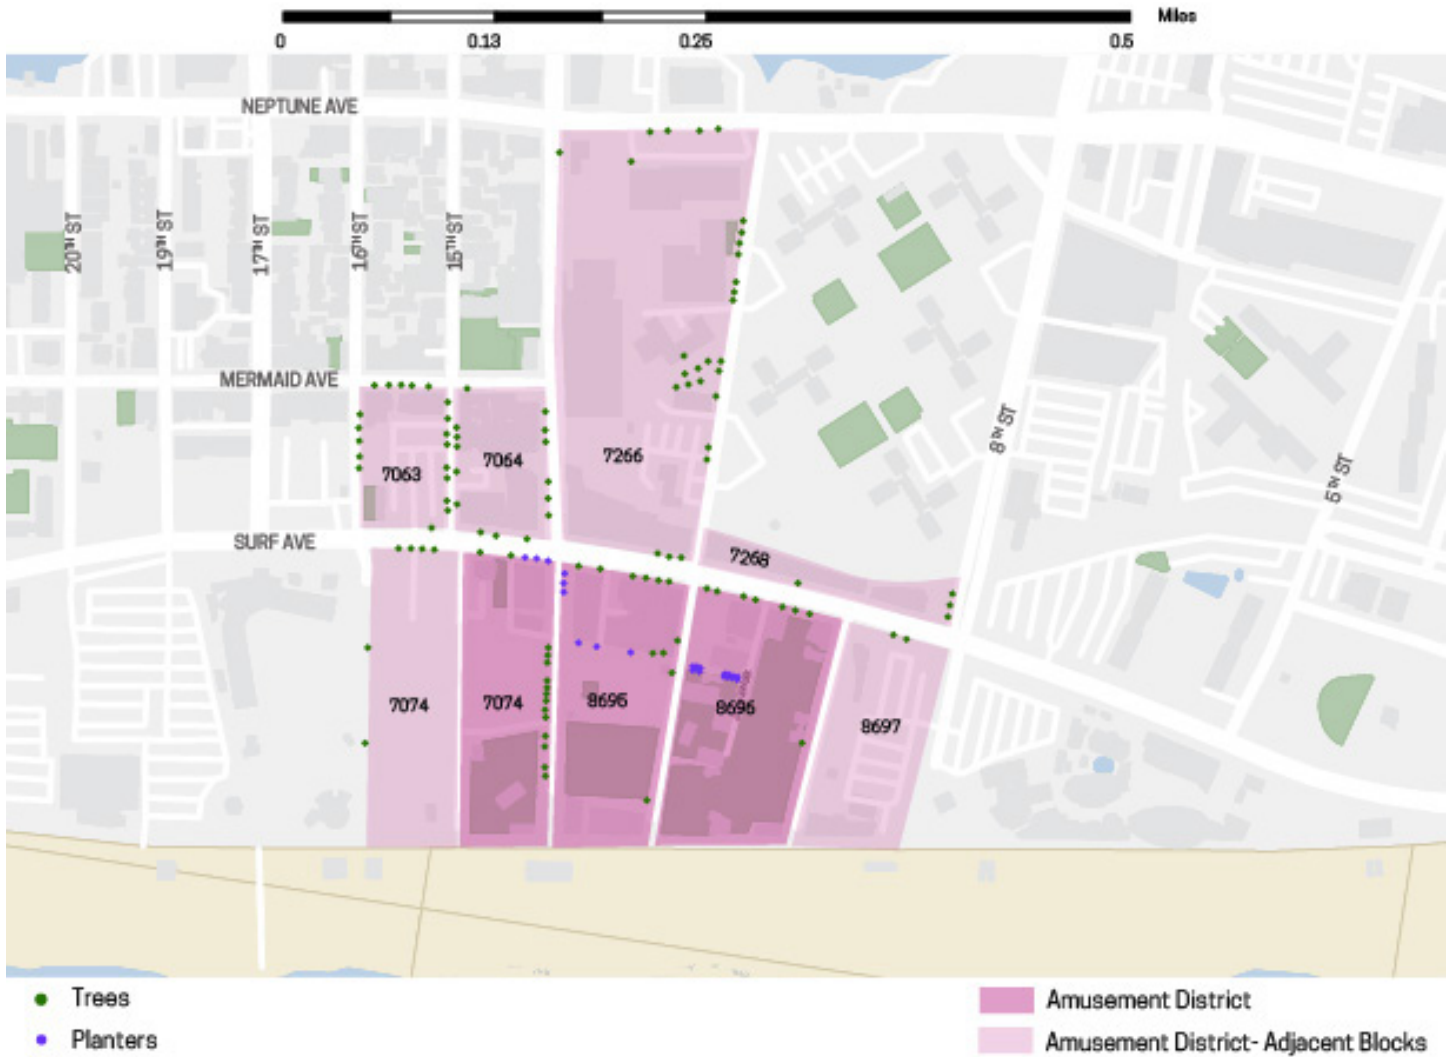 Miles
0 0.13 0.25 0.5
NEPTUNE AVE
20TH ST
19TH ST
17TH ST
16TH ST
15TH ST
MERMAID AVE
8TH ST
5TH ST
7063
7064
7266
SURF AVE
7268
7074
7074
8695
8696
8697
Trees
Planters
Amusement District
Amusement District- Adjacent Blocks